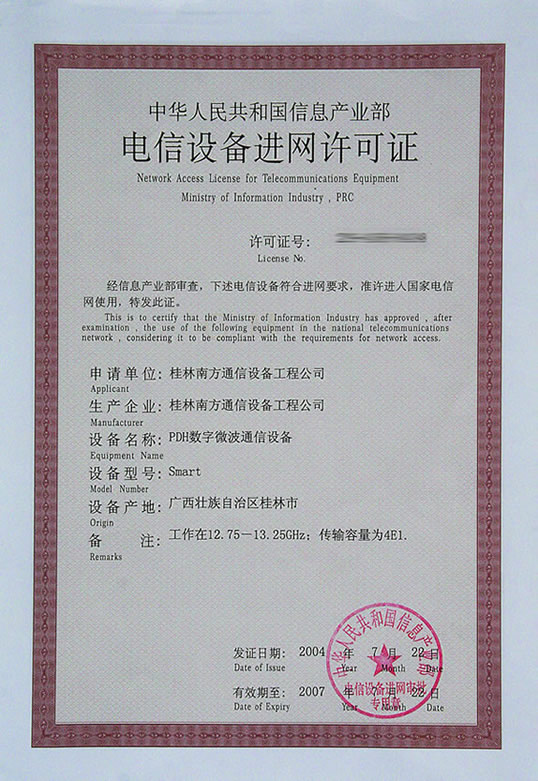 中华人民共和国信息产业部
电信设备进网许可证
Network Access License for Telecommunications Equipment
Ministry of Information Industry , PRC
许可证号:
License No.
经信息产业部审查，下述电信设备符合进网要求，准许进入国家电信
网使用，特发此证。
This is to certify that the Ministry of Information Industry has approved , after
examination , the use of the following equipment in the national telecommunications
network , considering it to be compliant with the requirements for network access.
申请单位: 桂林南方通信设备工程公司
Applicant
生产企业: 桂林南方通信设备工程公司
Manufacturer
设备名称: PDH数字微波通信设备
Equipment Name
设备型号: Smart
Model Number
设备产地: 广西壮族自治区桂林市
Origin
备 注: 工作在12.75－13.25GHz；传输容量为4E1.
Remarks
发证日期: 2004 年 7 月 22 日
Date of Issue Year Month Date
有效期至: 2007 年 7 月 22 日
Date of Expiry Year Month Date
中华人民共和国信息产业部
电信设备进网审批
专用章